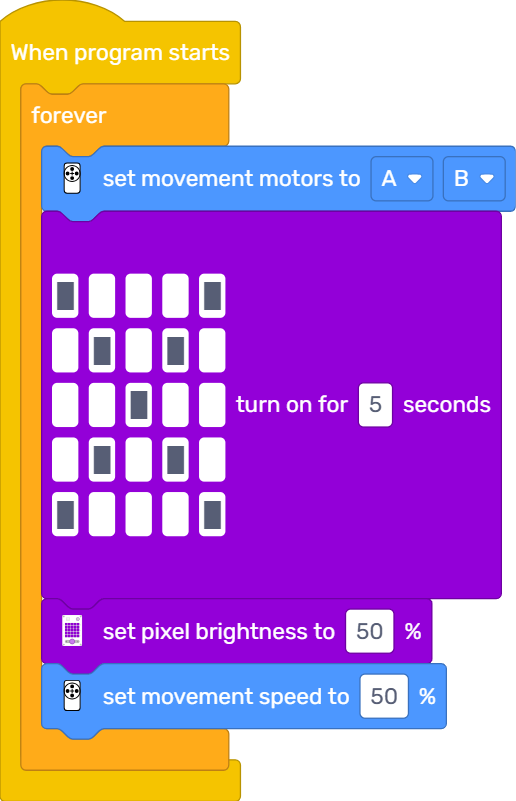 When program starts
forever
set movement motors to A B
turn on for 5 seconds
set pixel brightness to 50 %
set movement speed to 50 %